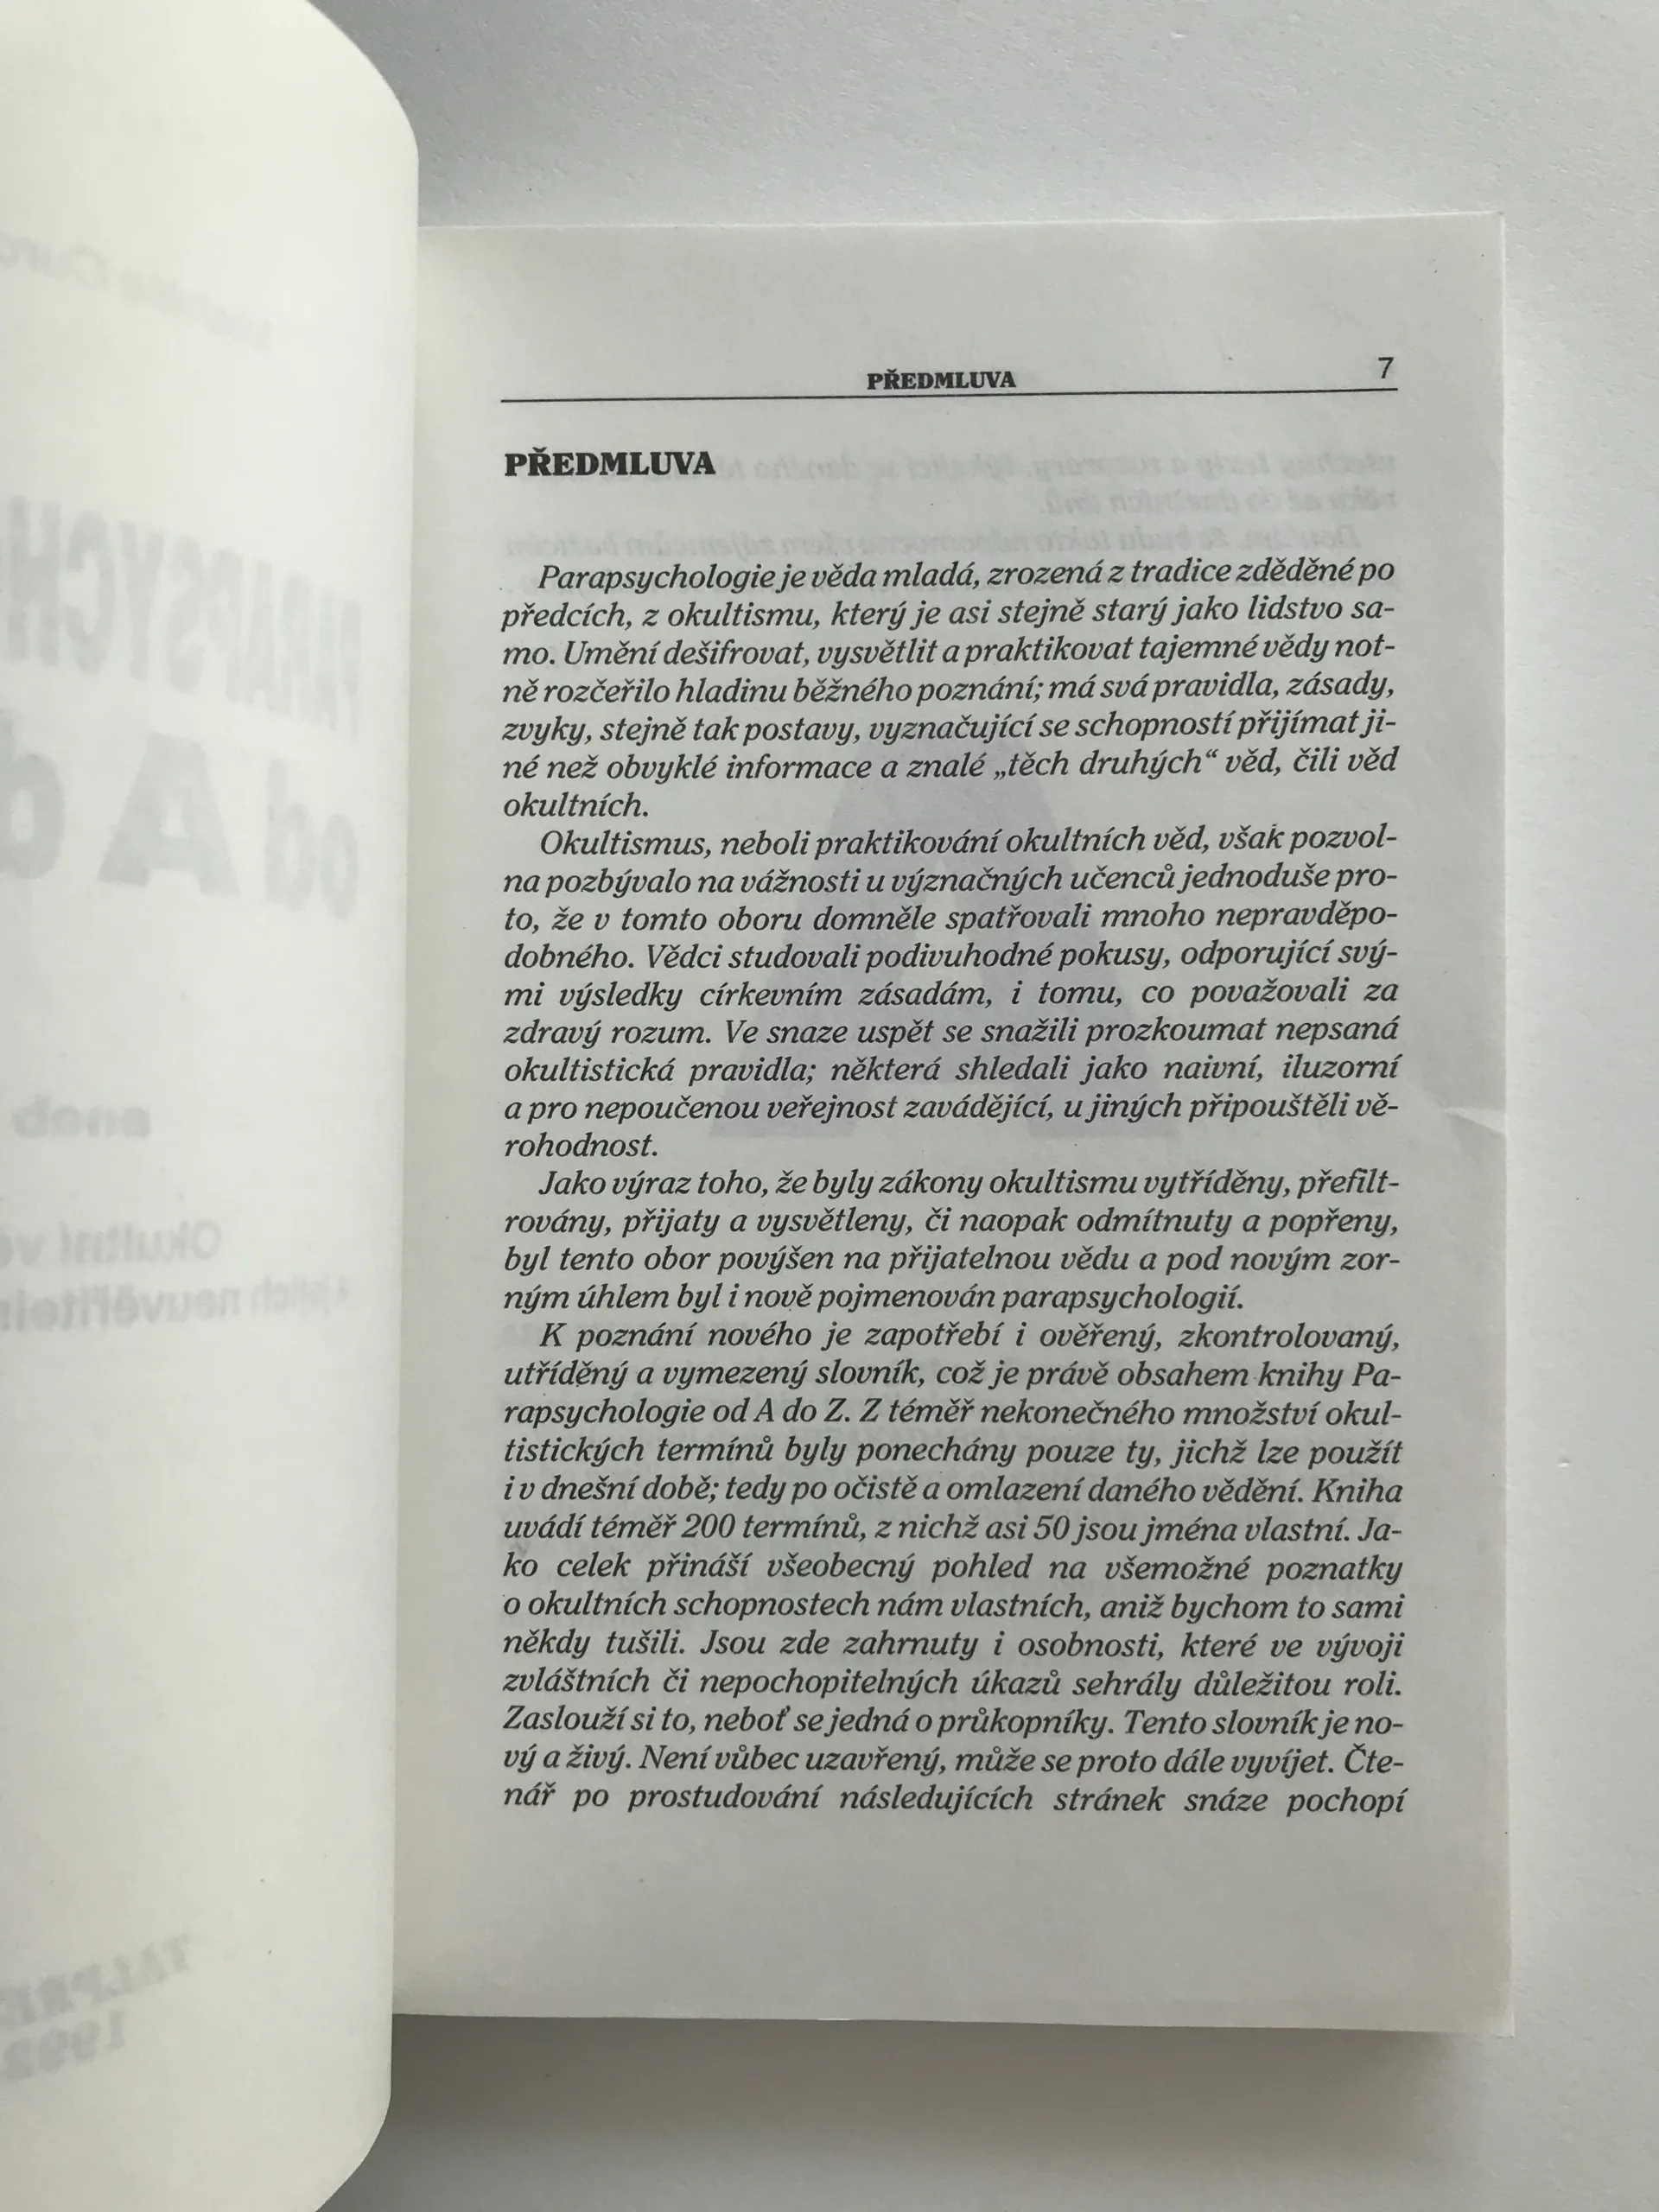 PŘEDMLUVA 7
PŘEDMLUVA
Parapsychologie je věda mladá, zrozená z tradice zděděné po
předcích, z okultismu, který je asi stejně starý jako lidstvo sa-
mo. Umění dešifrovat, vysvětlit a praktikovat tajemné vědy not-
ně rozčeřilo hladinu běžného poznání; má svá pravidla, zásady,
zvyky, stejně tak postavy, vyznačující se schopností přijímat ji-
né než obvyklé informace a znalé „těch druhých“ věd, čili věd
okultních.
Okultismus, neboli praktikování okultních věd, však pozvol-
na pozbývalo na vážnosti u význačných učenců jednoduše pro-
to, že v tomto oboru domněle spatřovali mnoho nepravděpo-
dobného. Vědci studovali podivuhodné pokusy, odporující svý-
mi výsledky církevním zásadám, i tomu, co považovali za
zdravý rozum. Ve snaze uspět se snažili prozkoumat nepsaná
okultistická pravidla; některá shledali jako naivní, iluzorní
a pro nepoučenou veřejnost zavádějící, u jiných připouštěli vě-
rohodnost.
Jako výraz toho, že byly zákony okultismu vytříděny, přefilt-
rovány, přijaty a vysvětleny, či naopak odmítnuty a popřeny,
byl tento obor povýšen na přijatelnou vědu a pod novým zor-
ným úhlem byl i nově pojmenován parapsychologií.
K poznání nového je zapotřebí i ověřený, zkontrolovaný,
utříděný a vymezený slovník, což je právě obsahem knihy Pa-
rapsychologie od A do Z. Z téměř nekonečného množství okul-
tistických termínů byly ponechány pouze ty, jichž lze použít
i v dnešní době; tedy po očistě a omlazení daného vědění. Kniha
uvádí téměř 200 termínů, z nichž asi 50 jsou jména vlastní. Ja-
ko celek přináší všeobecný pohled na všemožné poznatky
o okultních schopnostech nám vlastních, aniž bychom to sami
někdy tušili. Jsou zde zahrnuty i osobnosti, které ve vývoji
zvláštních či nepochopitelných úkazů sehrály důležitou roli.
Zaslouží si to, neboť se jedná o průkopníky. Tento slovník je no-
vý a živý. Není vůbec uzavřený, může se proto dále vyvíjet. Čte-
nář po prostudování následujících stránek snáze pochopí